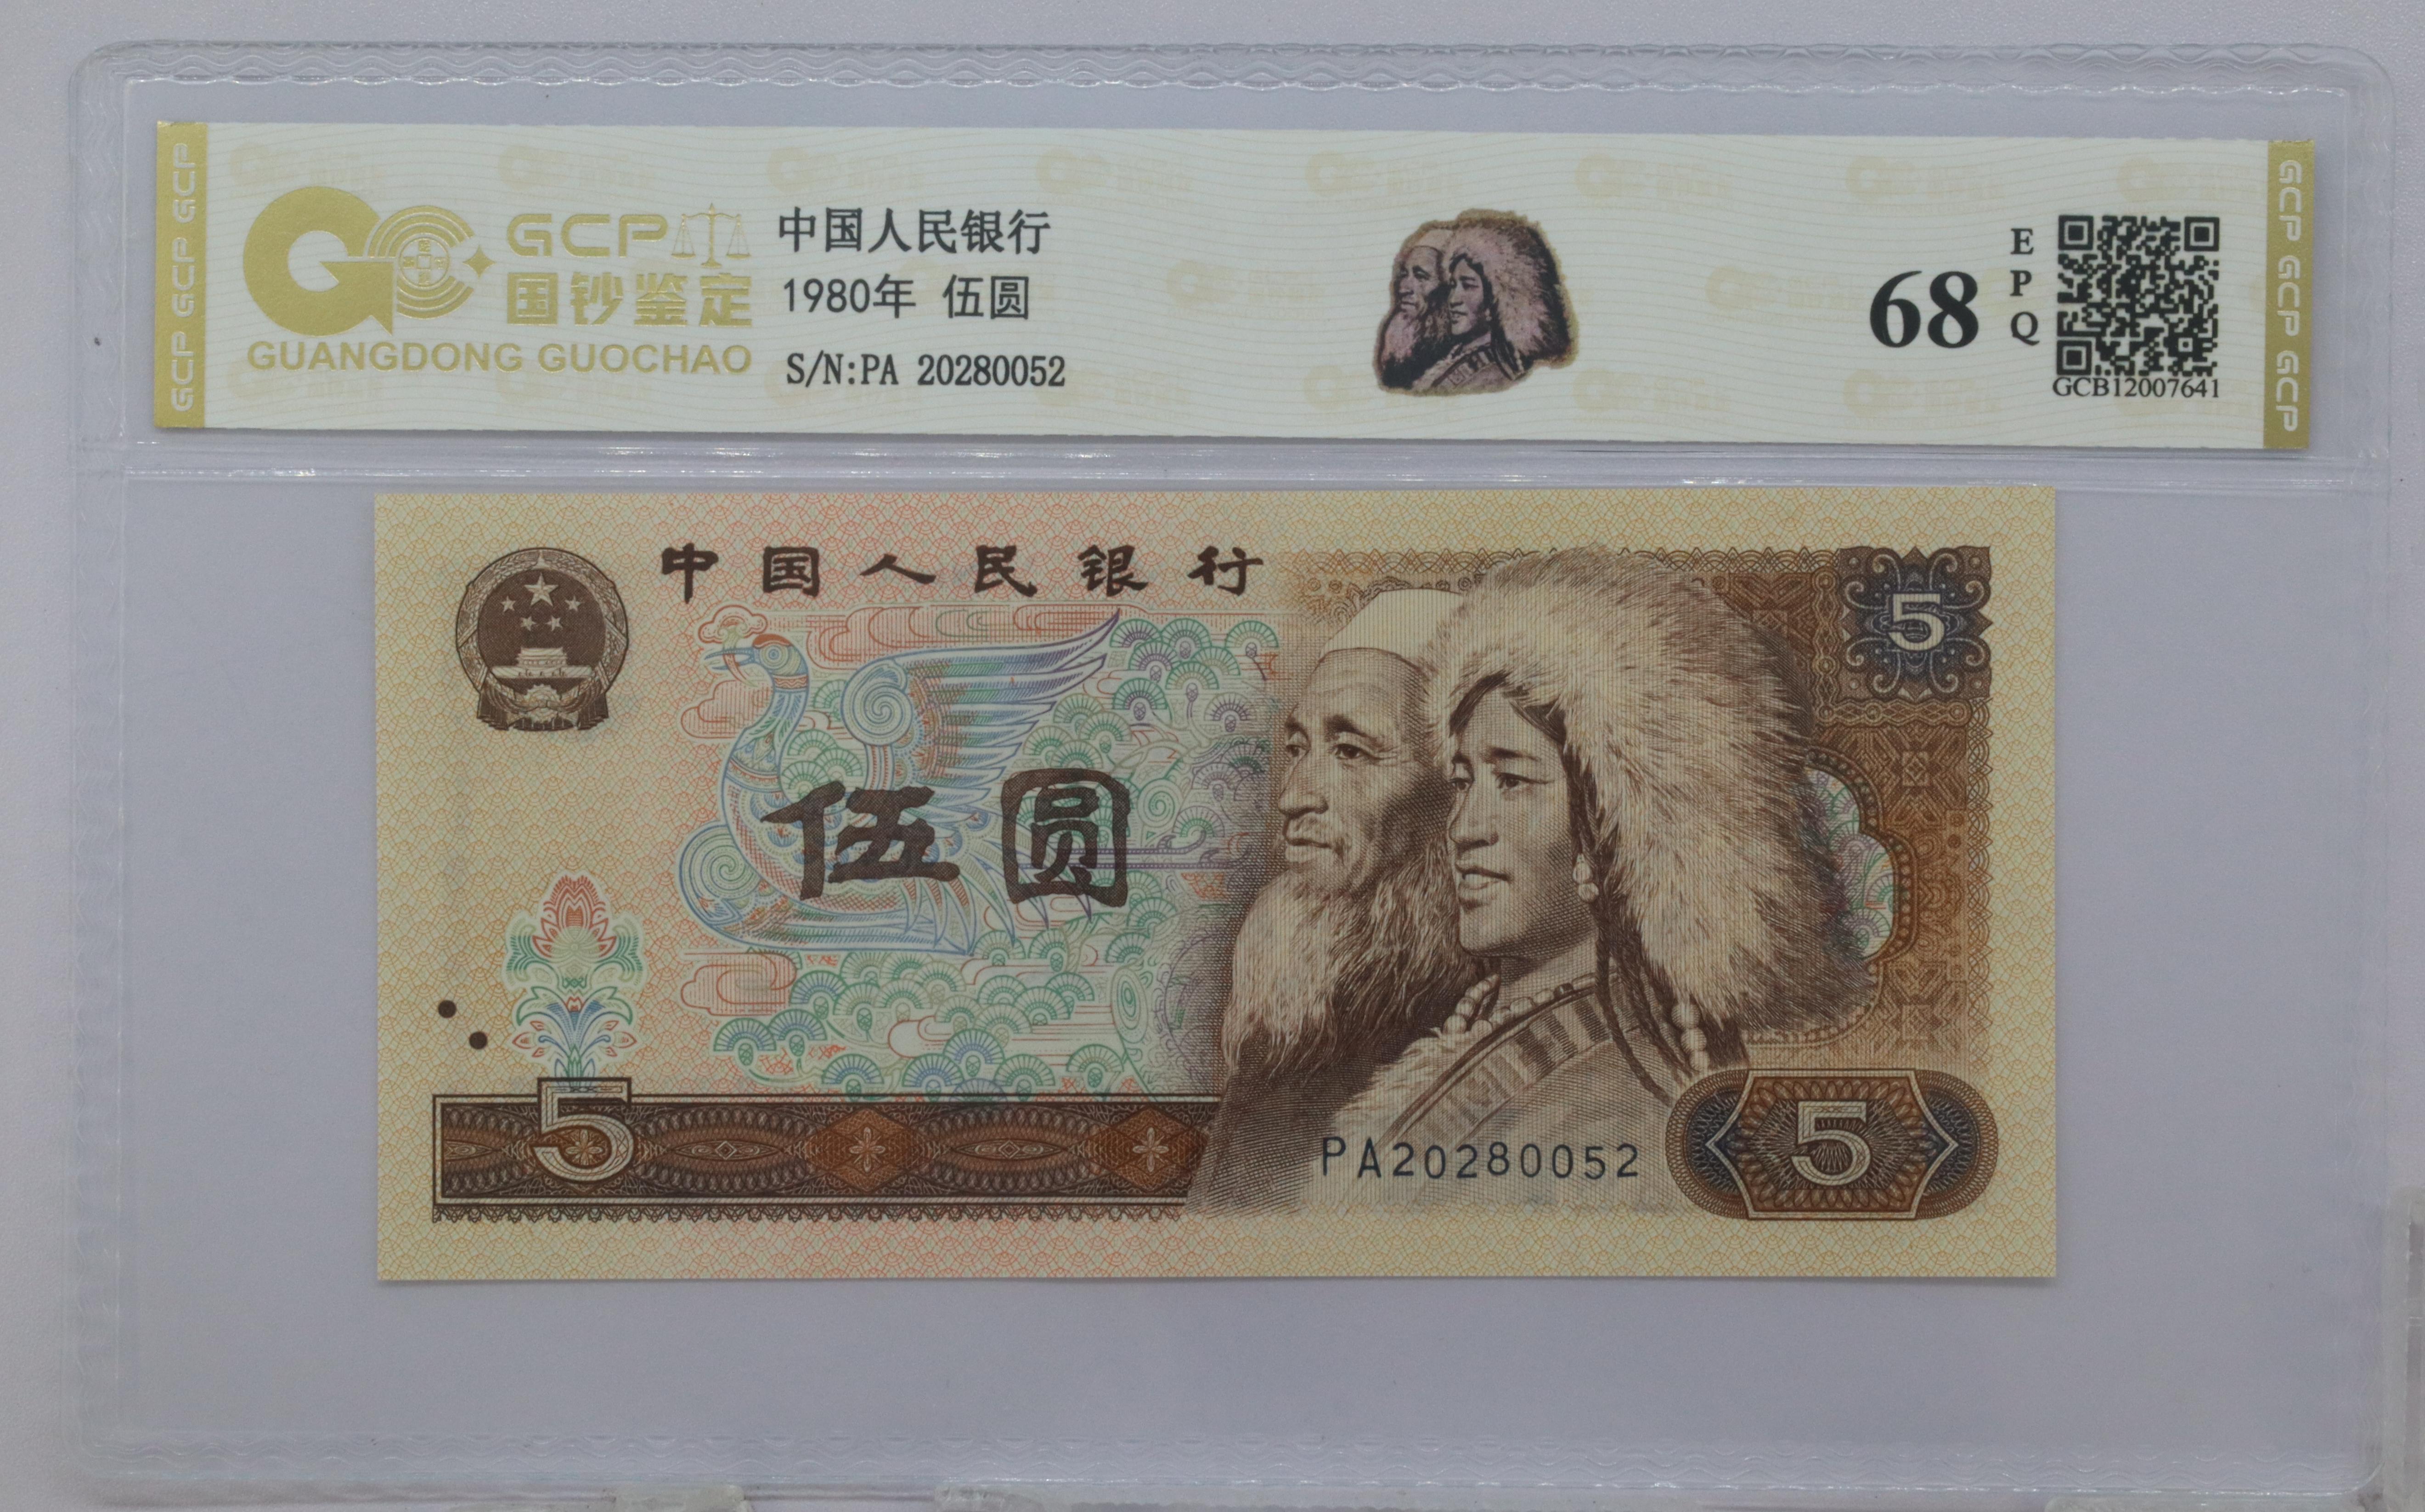 GCP GCP GCP
GCP
国钞鉴定
GUANGDONG GUOCHAO
中国人民银行
1980年 伍圆
S/N:PA 20280052
68
EPQ
GCB12007641
GCP GCP GCP
中国人民银行
5
伍圆
5
PA20280052
5